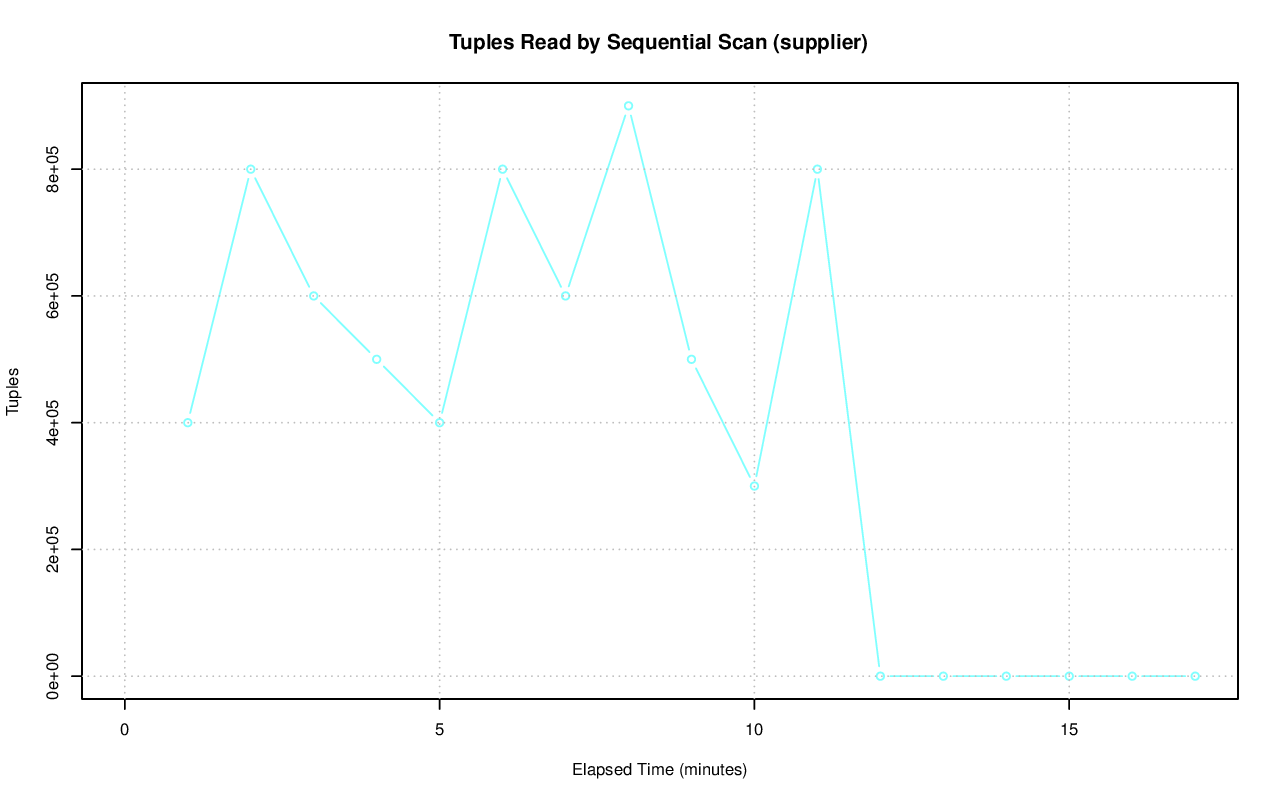 Tuples Read by Sequential Scan (supplier)
Tuples
8e+05
6e+05
4e+05
2e+05
0e+00
0 5 10 15
Elapsed Time (minutes)